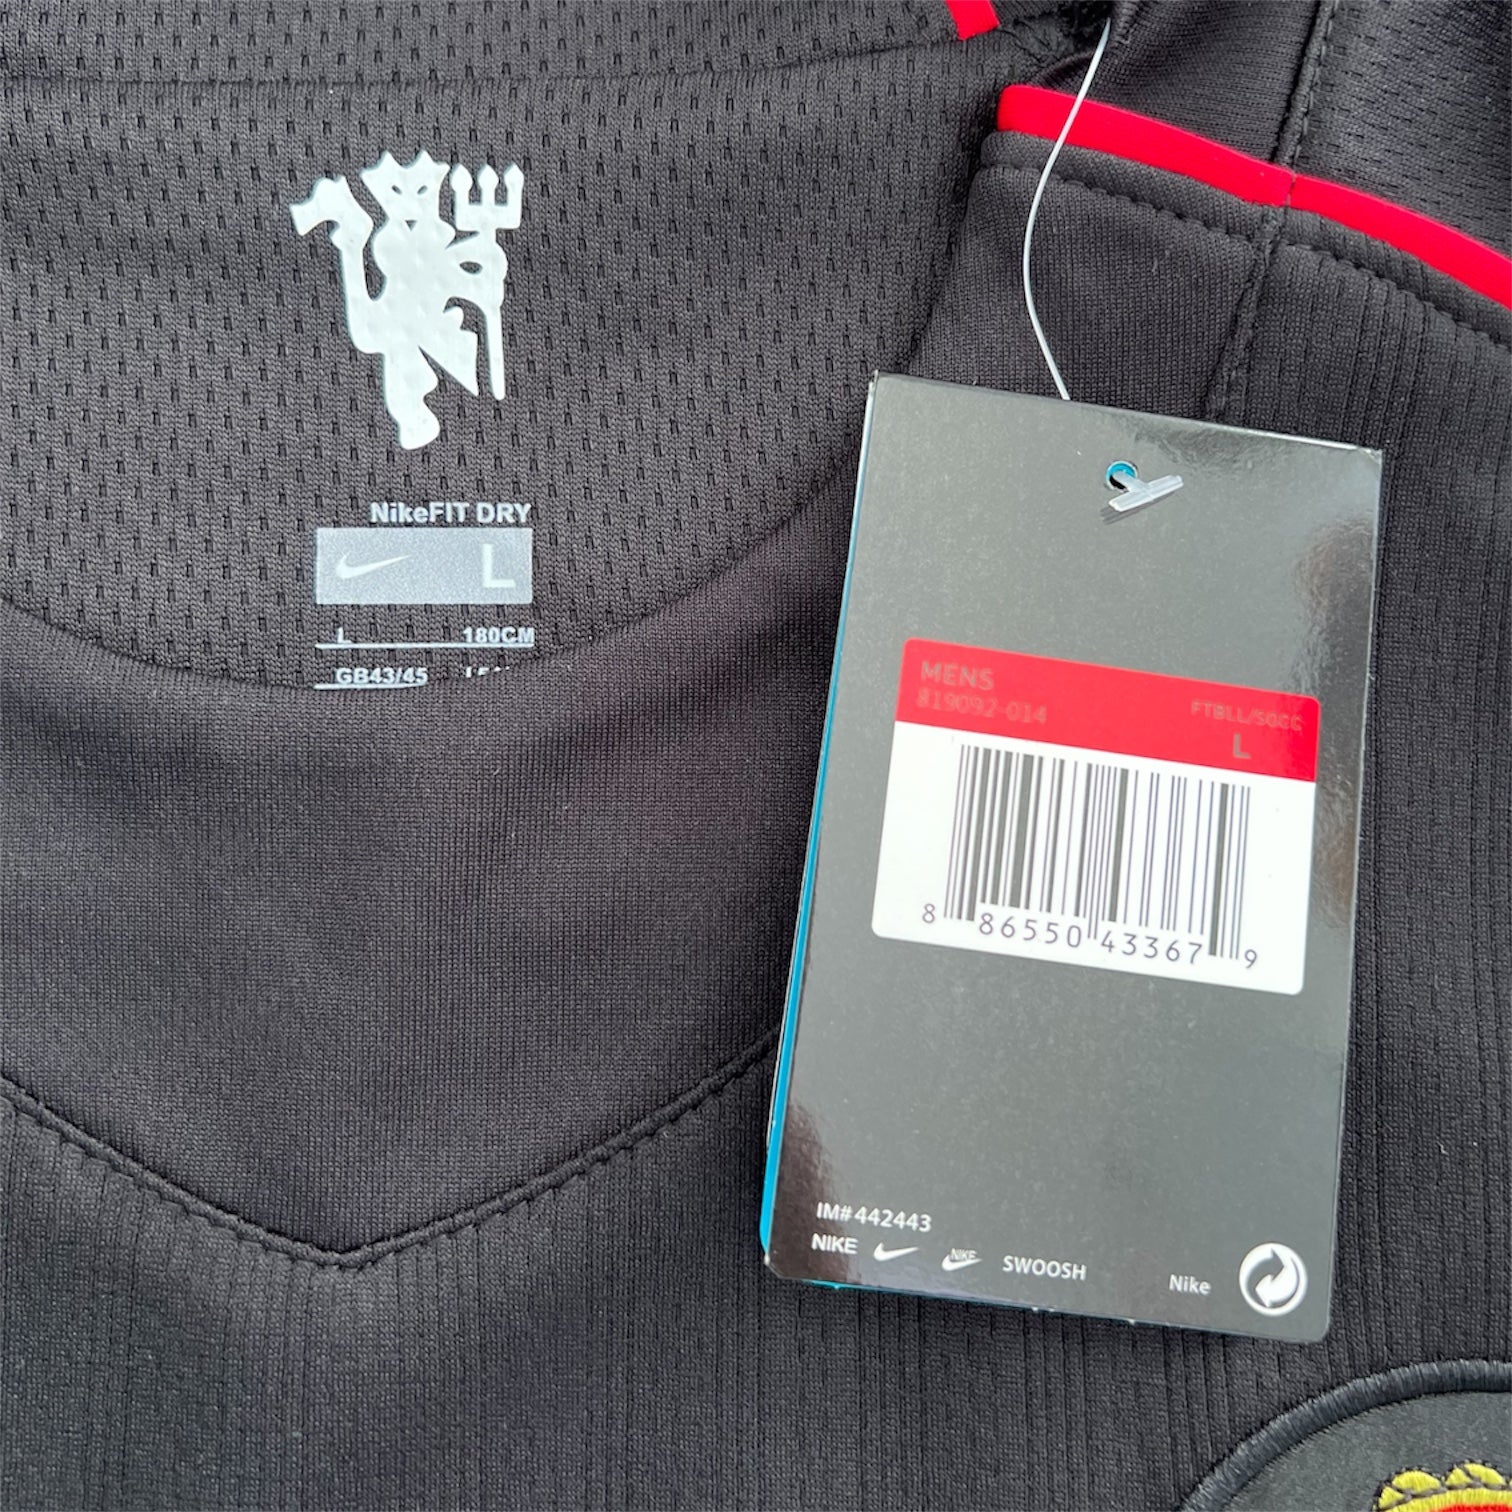 NikeFIT DRY
L
L 180CM
GB43/45
MENS
819092-014
FTBLL/SOCC
L
8 86550 43367 9
IM# 442443
NIKE NIKE SWOOSH Nike